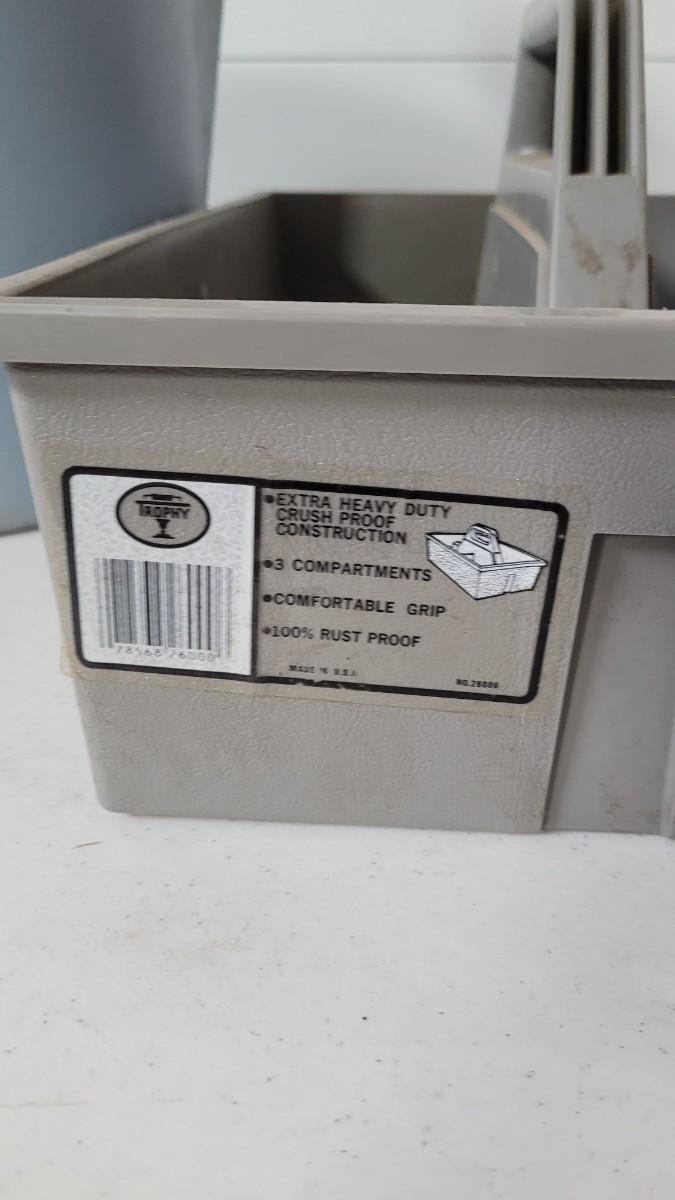 TROPHY
78568 26000
•EXTRA HEAVY DUTY
CRUSH PROOF
CONSTRUCTION
•3 COMPARTMENTS
•COMFORTABLE GRIP
•100% RUST PROOF
MADE IN U.S.A.
NO.26000